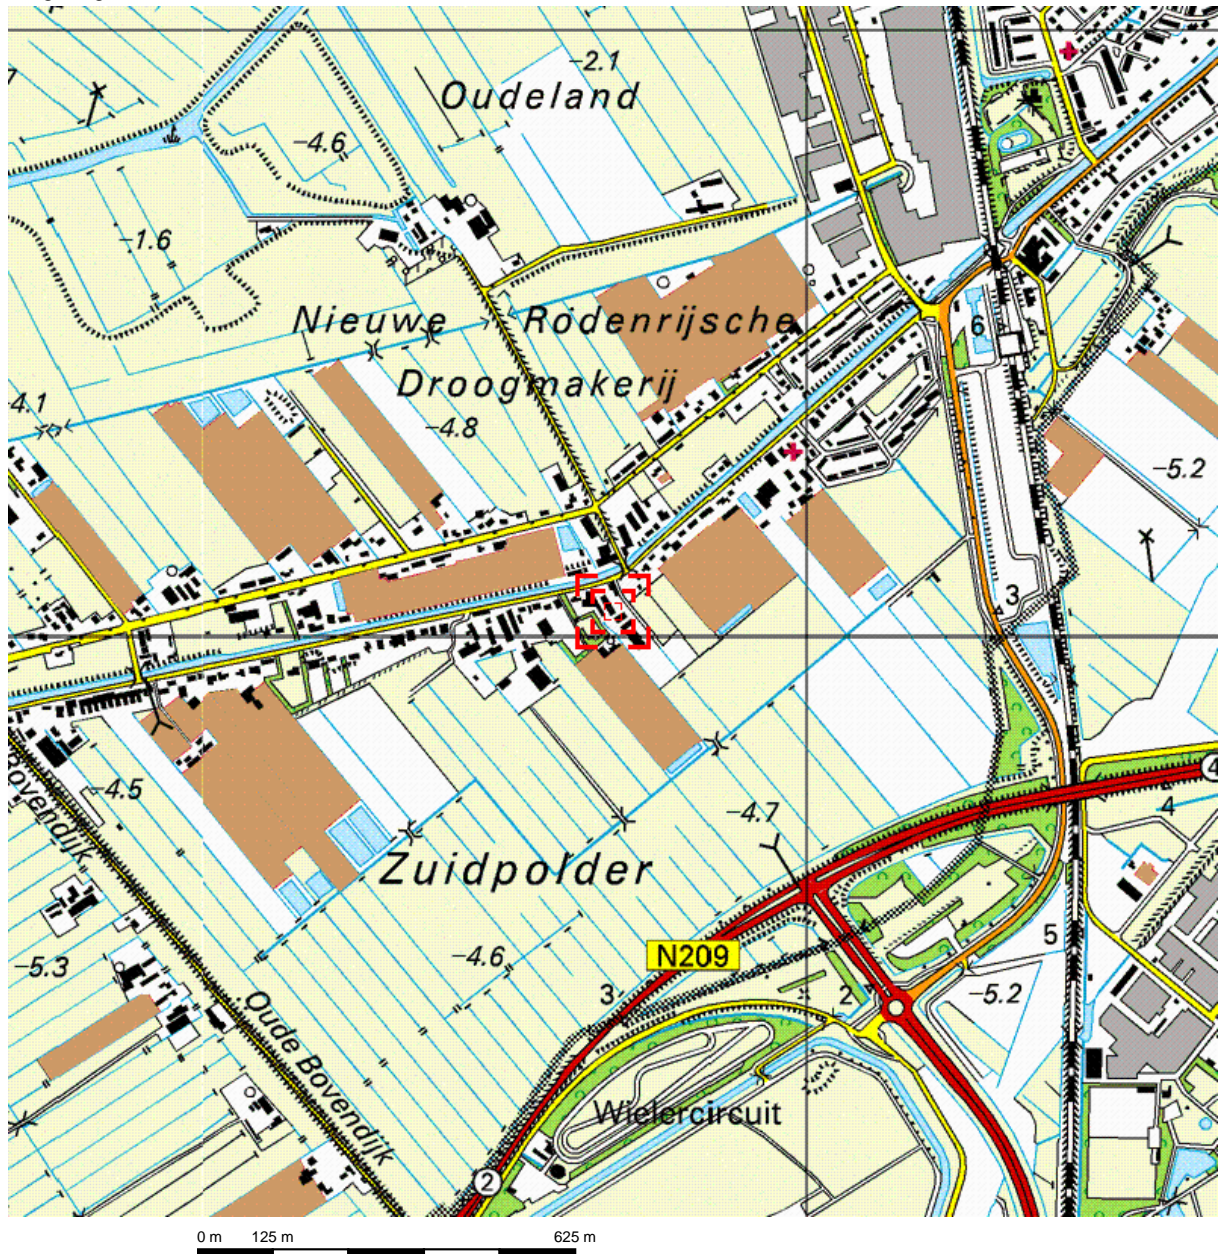 -2.1
Oudeland
-4.6
-1.6
Nieuwe Rodenrijsche
6
Droogmakerij
4.1
-4.8
-5.2
3
-4.5
Bovendijk
4
4
-4.7
Zuidpolder
5
-4.6
N209
-5.3
3
2
-5.2
Oude Bovendijk
Wielercircuit
2
0 m 125 m 625 m